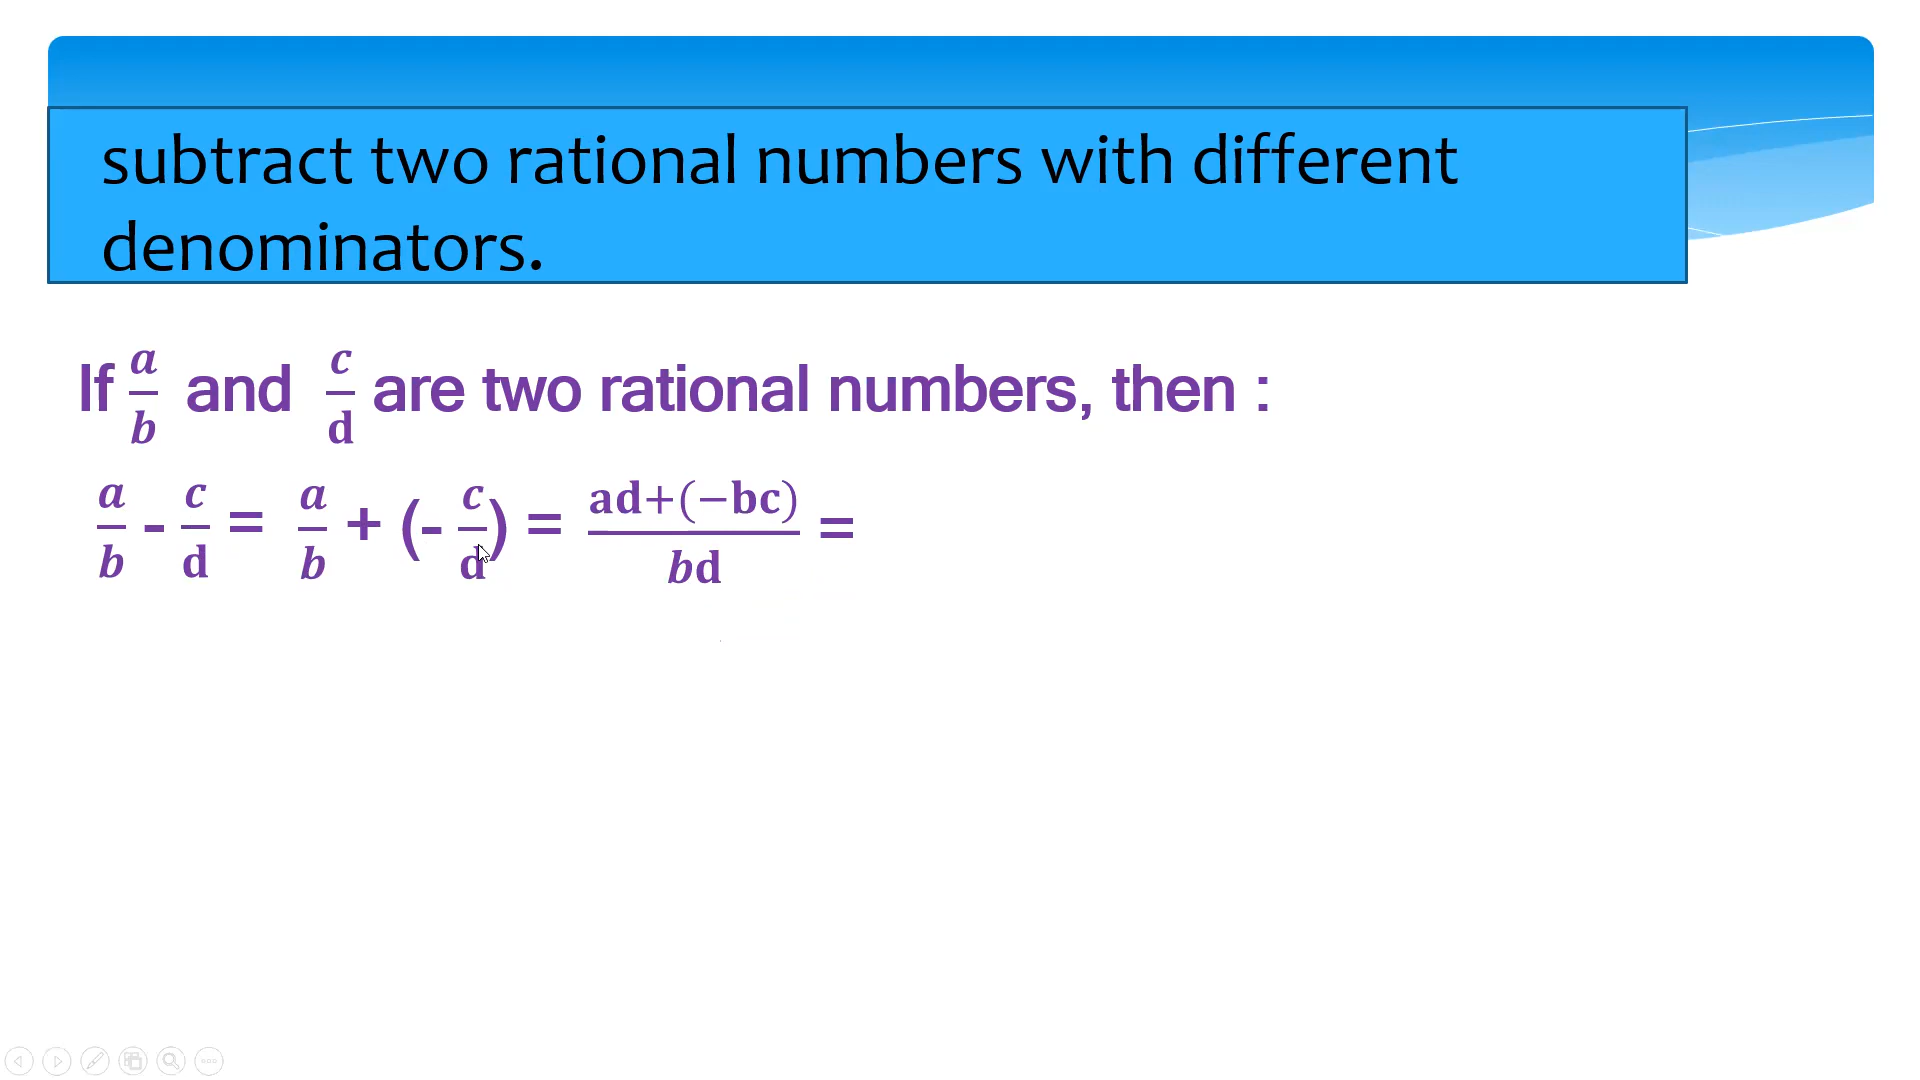 subtract two rational numbers with different
denominators.
If a/b and c/d are two rational numbers, then :
a/b - c/d = a/b + (- c/d) = ad+(−bc)/bd =